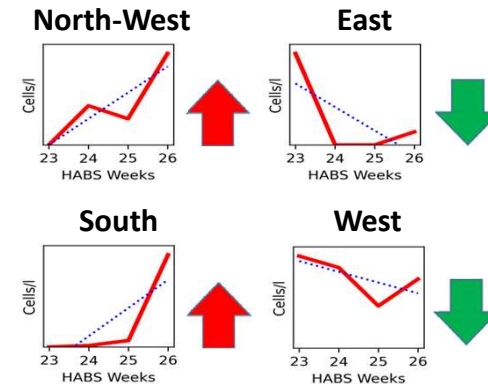 North-West
Cells/l
23 24 25 26
HABS Weeks
East
Cells/l
23 24 25 26
HABS Weeks
South
Cells/l
23 24 25 26
HABS Weeks
West
Cells/l
23 24 25 26
HABS Weeks